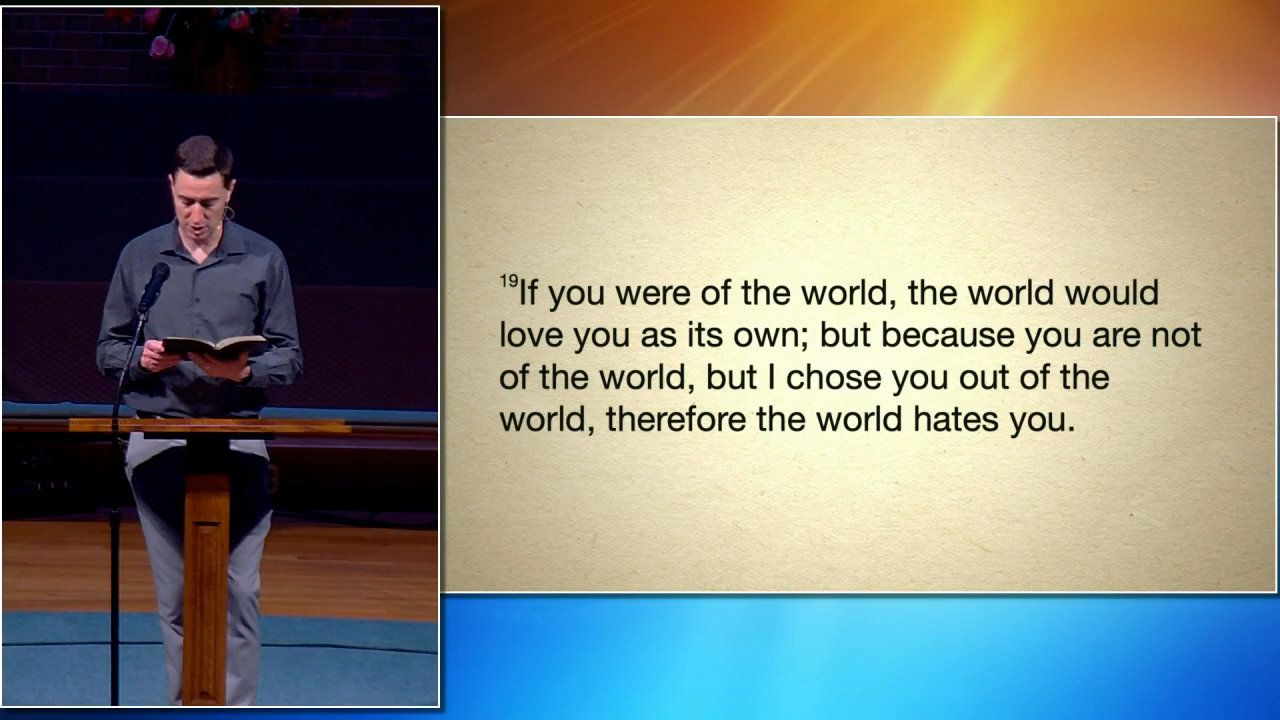 19If you were of the world, the world would
love you as its own; but because you are not
of the world, but I chose you out of the
world, therefore the world hates you.